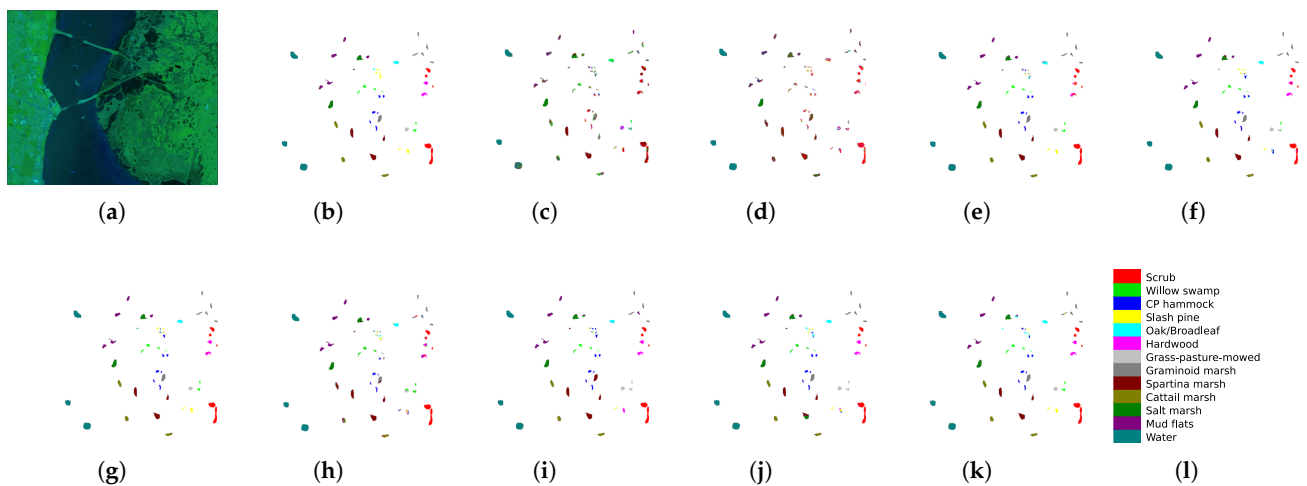 (a)
(b)
(c)
(d)
(e)
(f)
(g)
(h)
(i)
(j)
(k)
Scrub
Willow swamp
CP hammock
Slash pine
Oak/Broadleaf
Hardwood
Grass-pasture-mowed
Graminoid marsh
Spartina marsh
Cattail marsh
Salt marsh
Mud flats
Water
(l)